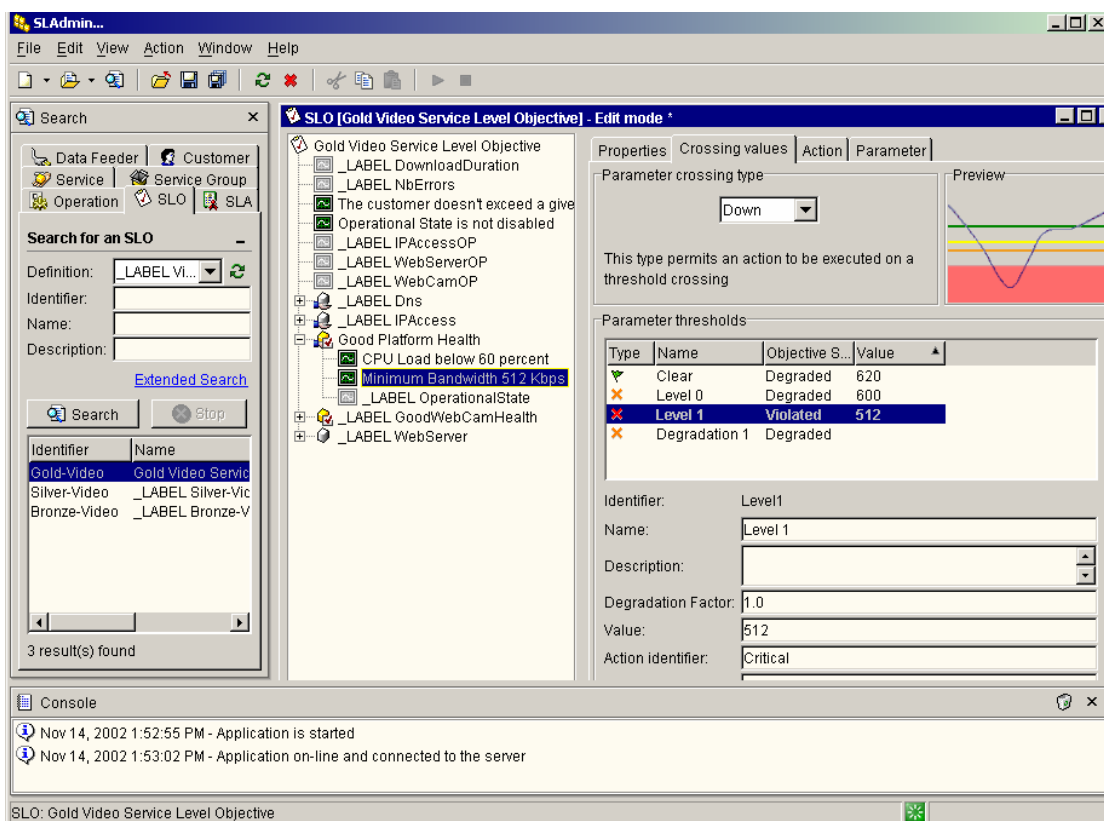 SLAdmin...
File Edit View Action Window Help
Search
Data Feeder Customer
Service Service Group
Operation SLO SLA
Search for an SLO
Definition: _LABEL Vi...
Identifier:
Name:
Description:
Extended Search
Search Stop
Identifier Name
Gold-Video Gold Video Servic
Silver-Video _LABEL Silver-Vic
Bronze-Video _LABEL Bronze-V
3 result(s) found
SLO [Gold Video Service Level Objective] - Edit mode *
Gold Video Service Level Objective
_LABEL DownloadDuration
_LABEL NbErrors
The customer doesn't exceed a give
Operational State is not disabled
_LABEL IPAccessOP
_LABEL WebServerOP
_LABEL WebCamOP
_LABEL Dns
_LABEL IPAccess
Good Platform Health
CPU Load below 60 percent
Minimum Bandwidth 512 Kbps
_LABEL OperationalState
_LABEL GoodWebCamHealth
_LABEL WebServer
Properties Crossing values Action Parameter
Parameter crossing type
Down
This type permits an action to be executed on a
threshold crossing
Preview
Parameter thresholds
Type Name Objective S... Value
Clear Degraded 620
Level 0 Degraded 600
Level 1 Violated 512
Degradation 1 Degraded
Identifier: Level1
Name: Level 1
Description:
Degradation Factor: 1.0
Value: 512
Action identifier: Critical
Console
Nov 14, 2002 1:52:55 PM - Application is started
Nov 14, 2002 1:53:02 PM - Application on-line and connected to the server
SLO: Gold Video Service Level Objective